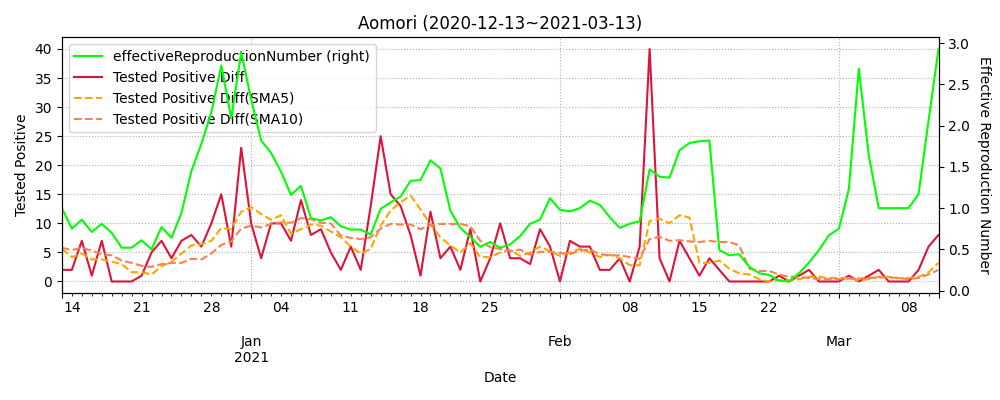 Aomori (2020-12-13~2021-03-13)
effectiveReproductionNumber (right)
Tested Positive Diff
Tested Positive Diff(SMA5)
Tested Positive Diff(SMA10)
Tested Positive
40
35
30
25
20
15
10
5
0
3.0
2.5
2.0
1.5
1.0
0.5
0.0
Effective Reproduction Number
14 21 28 04 11 18 25 08 15 22 08
Jan Feb Mar
2021
Date